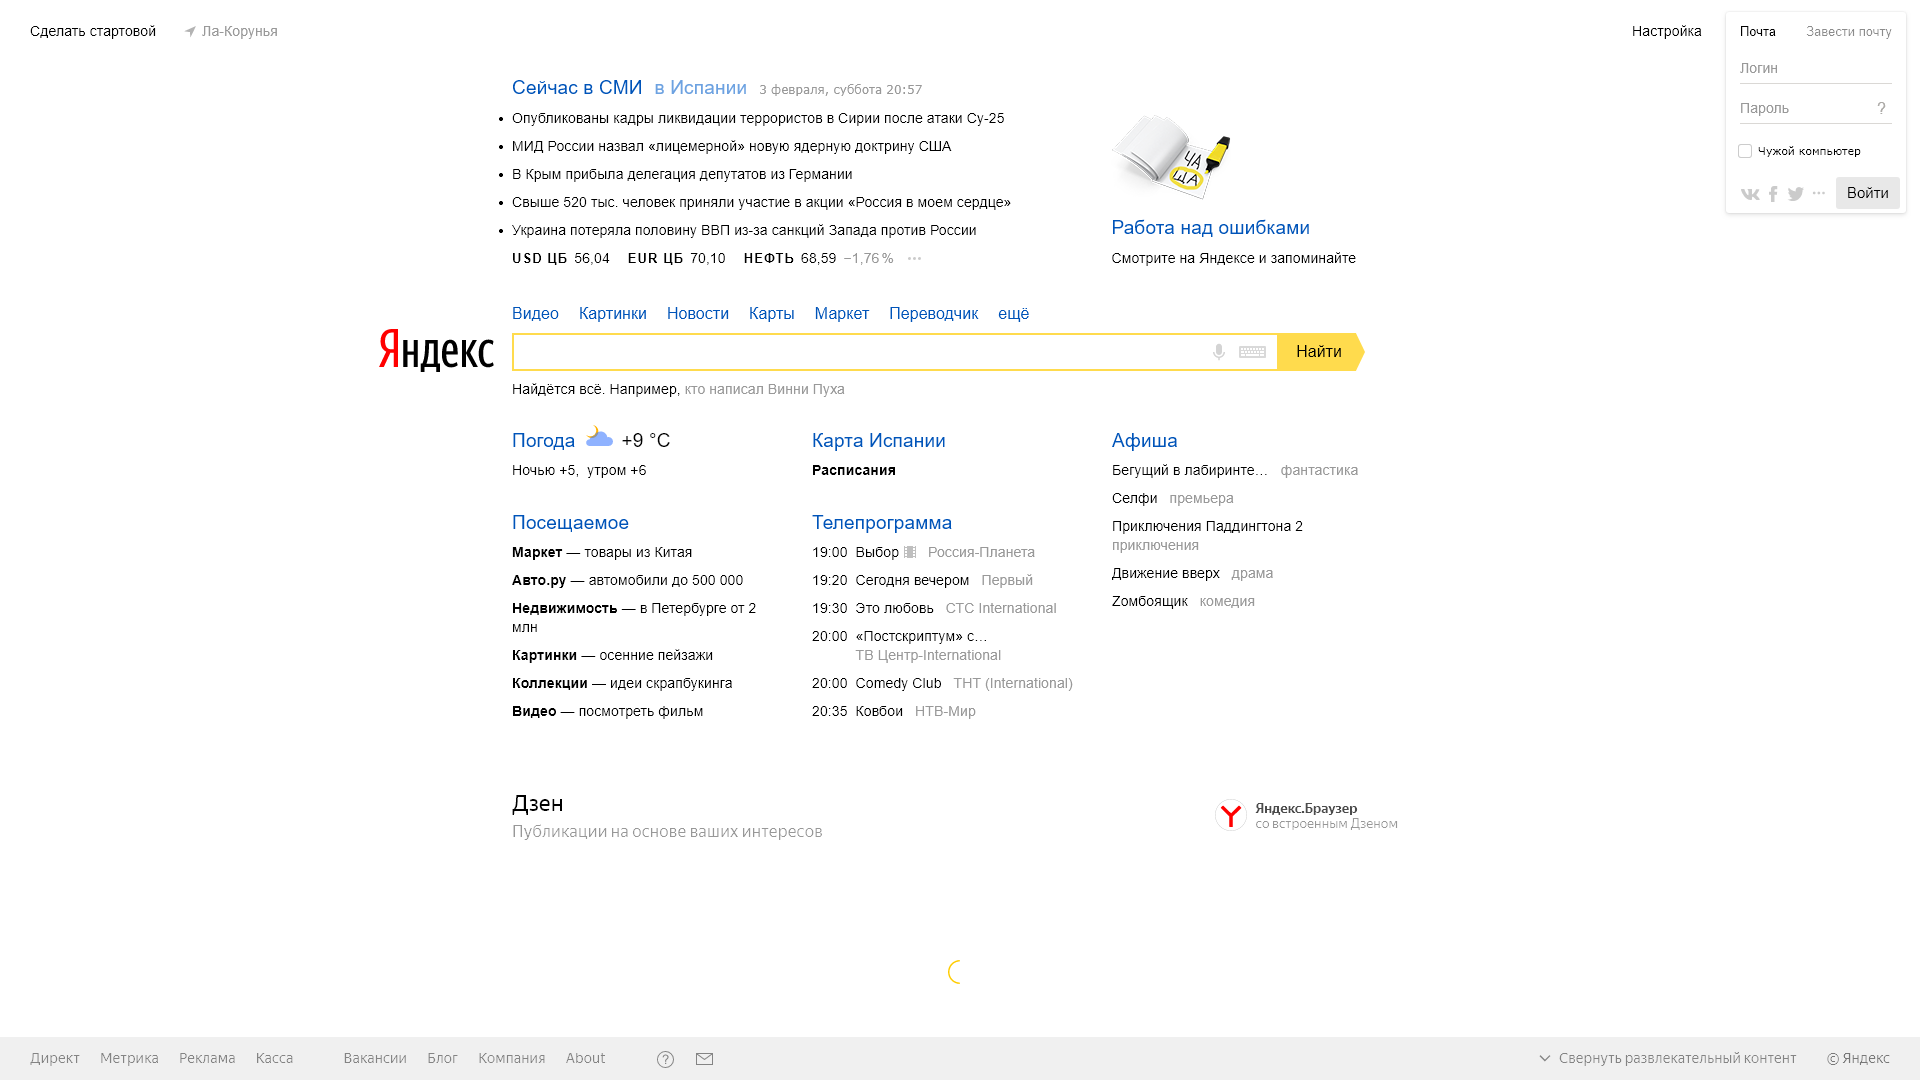 Сделать стартовой
Ла-Корунья
Настройка
Почта
Завести почту
Логин
Пароль
?
Чужой компьютер
Войти
Сейчас в СМИ в Испании 3 февраля, суббота 20:57
Опубликованы кадры ликвидации террористов в Сирии после атаки Су-25
МИД России назвал «лицемерной» новую ядерную доктрину США
В Крым прибыла делегация депутатов из Германии
Свыше 520 тыс. человек приняли участие в акции «Россия в моем сердце»
Украина потеряла половину ВВП из-за санкций Запада против России
USD ЦБ 56,04 EUR ЦБ 70,10 НЕФТЬ 68,59 −1,76 % ···
ЧА
ЩА
Работа над ошибками
Смотрите на Яндексе и запоминайте
Видео Картинки Новости Карты Маркет Переводчик ещё
Яндекс
Найти
Найдётся всё. Например, кто написал Винни Пуха
Погода +9 °C
Ночью +5, утром +6
Карта Испании
Расписания
Афиша
Бегущий в лабиринте… фантастика
Селфи премьера
Приключения Паддингтона 2
приключения
Движение вверх драма
Zомбоящик комедия
Посещаемое
Маркет — товары из Китая
Авто.ру — автомобили до 500 000
Недвижимость — в Петербурге от 2
млн
Картинки — осенние пейзажи
Коллекции — идеи скрапбукинга
Видео — посмотреть фильм
Телепрограмма
19:00 Выбор Россия-Планета
19:20 Сегодня вечером Первый
19:30 Это любовь СТС International
20:00 «Постскриптум» с…
ТВ Центр-International
20:00 Comedy Club ТНТ (International)
20:35 Ковбои НТВ-Мир
Дзен
Публикации на основе ваших интересов
Яндекс.Браузер
со встроенным Дзеном
Директ Метрика Реклама Касса Вакансии Блог Компания About ? Свернуть развлекательный контент © Яндекс